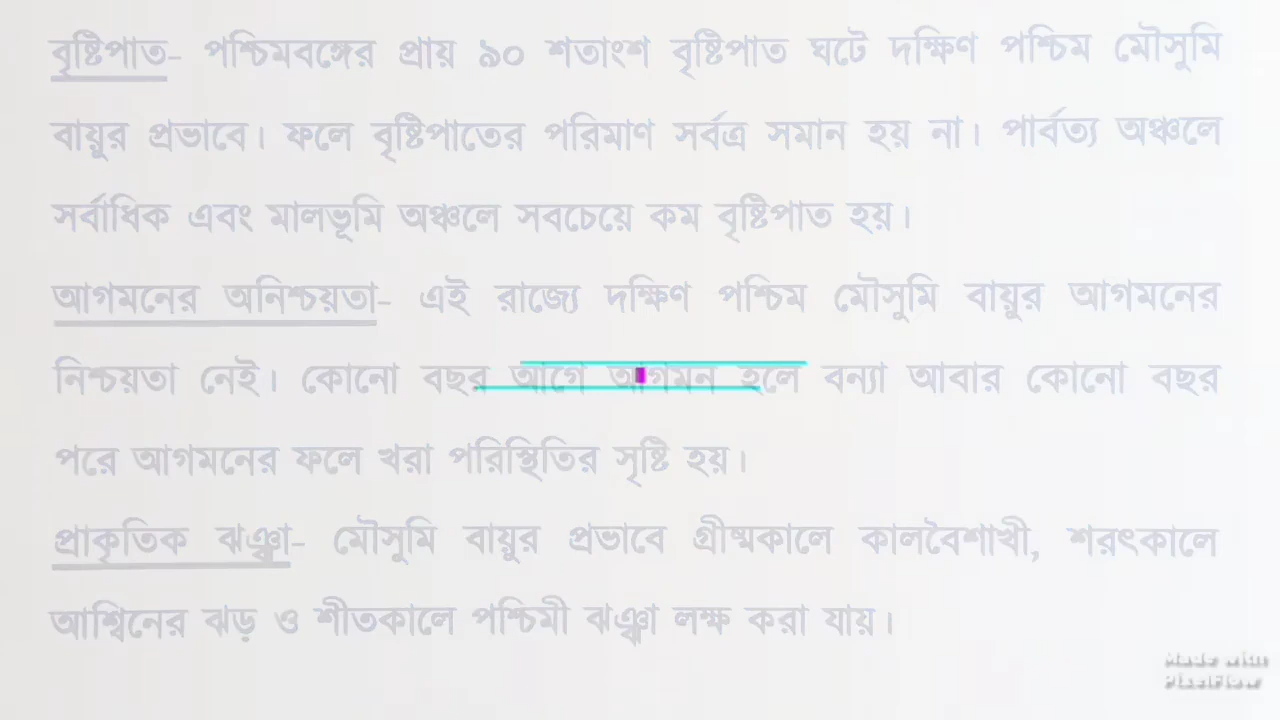 বৃষ্টিপাত- পশ্চিমবঙ্গের প্রায় ৯০ শতাংশ বৃষ্টিপাত ঘটে দক্ষিণ পশ্চিম মৌসুমি
বায়ুর প্রভাবে। ফলে বৃষ্টিপাতের পরিমাণ সর্বত্র সমান হয় না। পার্বত্য অঞ্চলে
সর্বাধিক এবং মালভূমি অঞ্চলে সবচেয়ে কম বৃষ্টিপাত হয়।
আগমনের অনিশ্চয়তা- এই রাজ্যে দক্ষিণ পশ্চিম মৌসুমি বায়ুর আগমনের
নিশ্চয়তা নেই। কোনো বছর আগে আগমন হলে বন্যা আবার কোনো বছর
পরে আগমনের ফলে খরা পরিস্থিতির সৃষ্টি হয়।
প্রাকৃতিক ঝঞ্ঝা- মৌসুমি বায়ুর প্রভাবে গ্রীষ্মকালে কালবৈশাখী, শরৎকালে
আশ্বিনের ঝড় ও শীতকালে পশ্চিমী ঝঞ্ঝা লক্ষ করা যায়।
Made with
PixelFlow